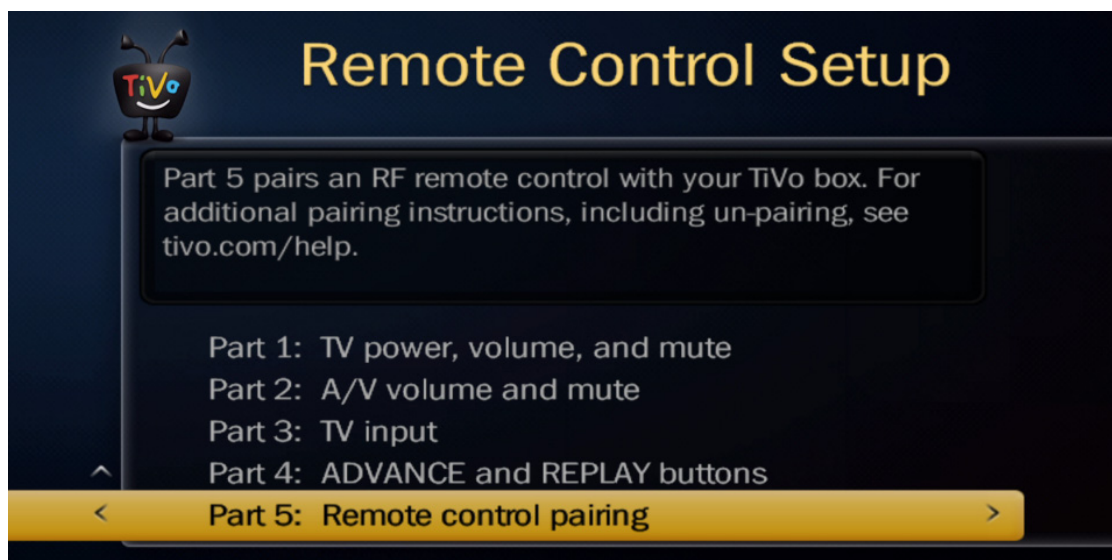 TiVo
Remote Control Setup
Part 5 pairs an RF remote control with your TiVo box. For
additional pairing instructions, including un-pairing, see
tivo.com/help.
Part 1: TV power, volume, and mute
Part 2: A/V volume and mute
Part 3: TV input
Part 4: ADVANCE and REPLAY buttons
Part 5: Remote control pairing